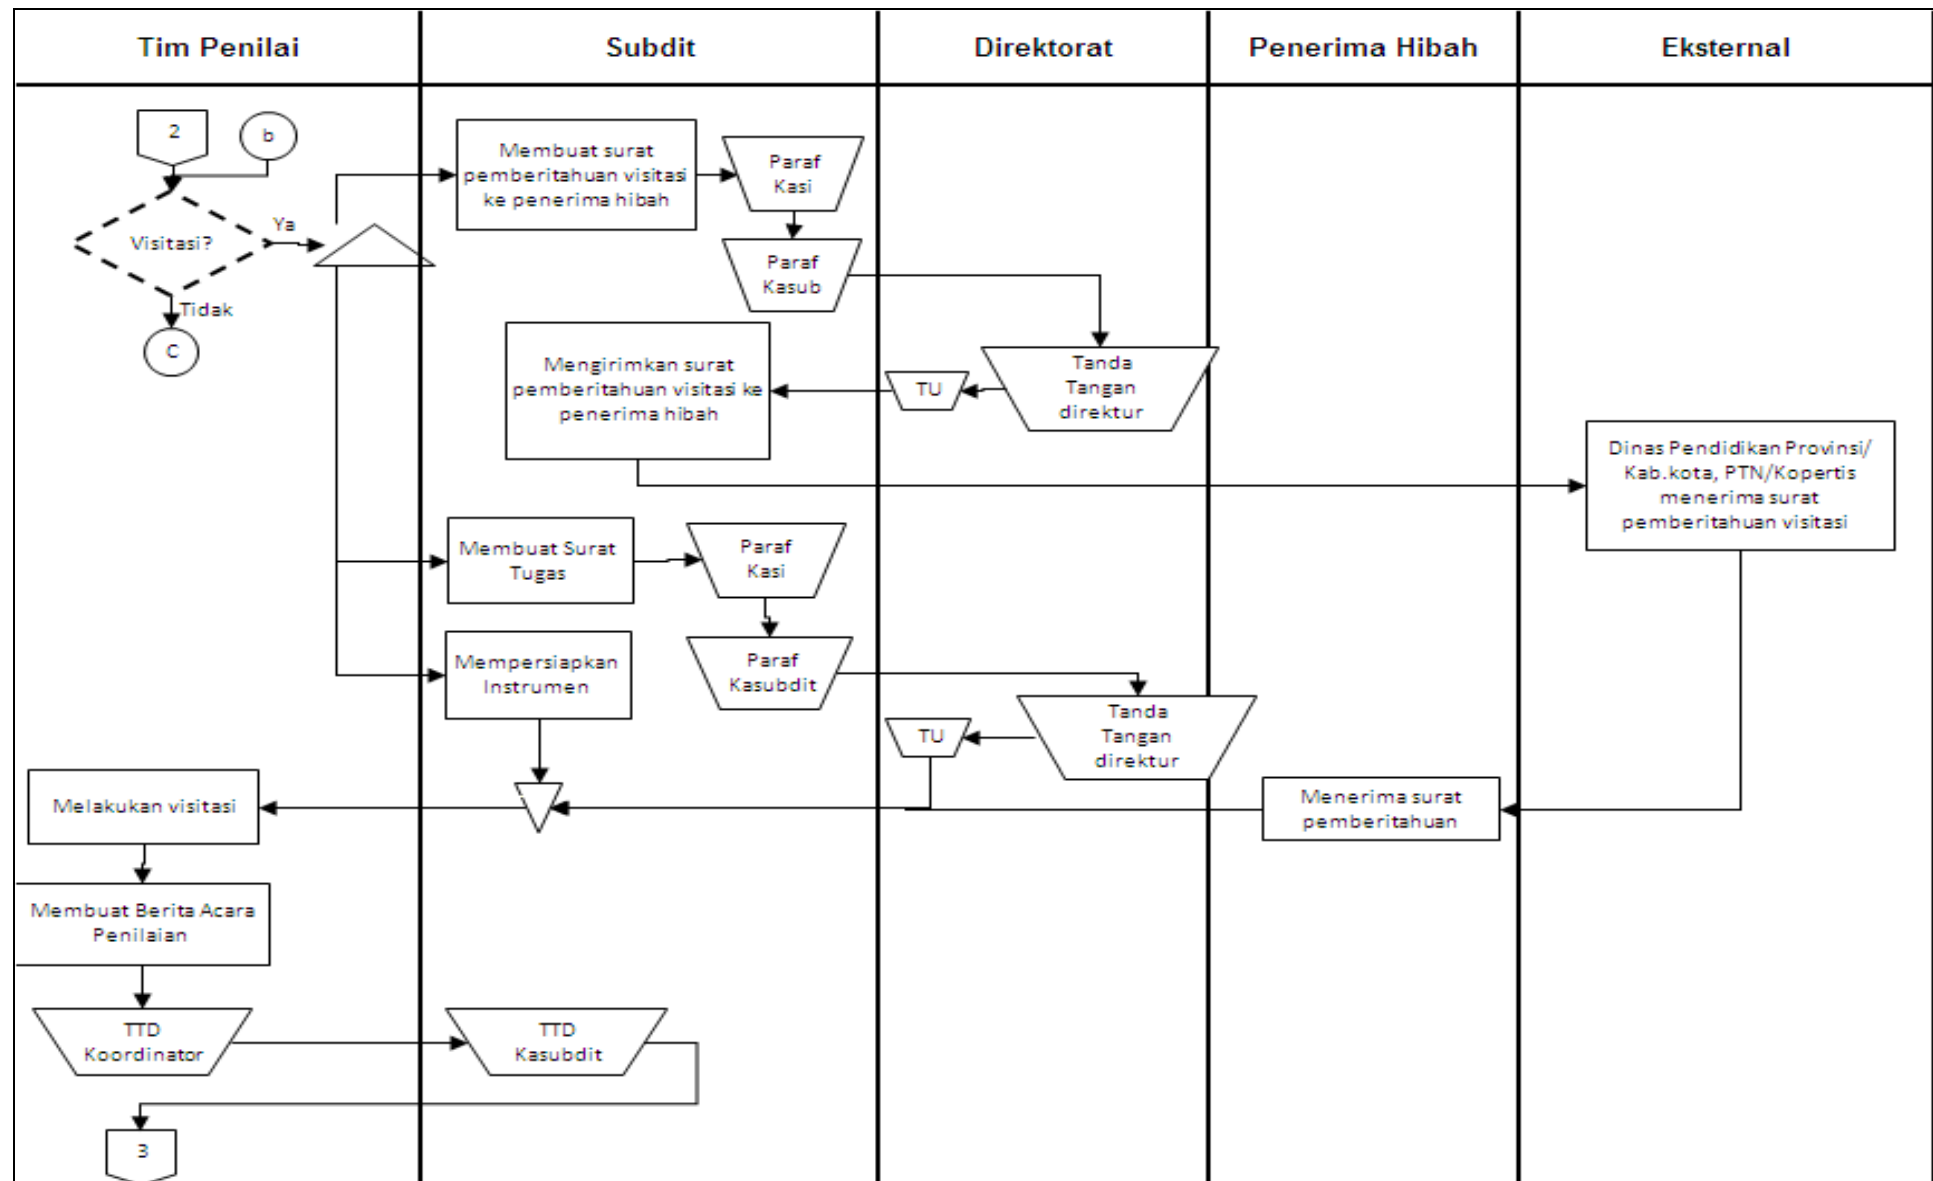 Tim Penilai
Subdit
Direktorat
Penerima Hibah
Eksternal
2
b
Visitasi?
Ya
Tidak
C
Membuat surat
pemberitahuan visitasi
ke penerima hibah
Paraf
Kasi
Paraf
Kasub
Tanda
Tangan
direktur
TU
Mengirimkan surat
pemberitahuan visitasi ke
penerima hibah
Dinas Pendidikan Provinsi/
Kab.kota, PTN/Kopertis
menerima surat
pemberitahuan visitasi
Membuat Surat
Tugas
Paraf
Kasi
Mempersiapkan
Instrumen
Paraf
Kasubdit
Tanda
Tangan
direktur
TU
Menerima surat
pemberitahuan
Melakukan visitasi
Membuat Berita Acara
Penilaian
TTD
Koordinator
TTD
Kasubdit
3